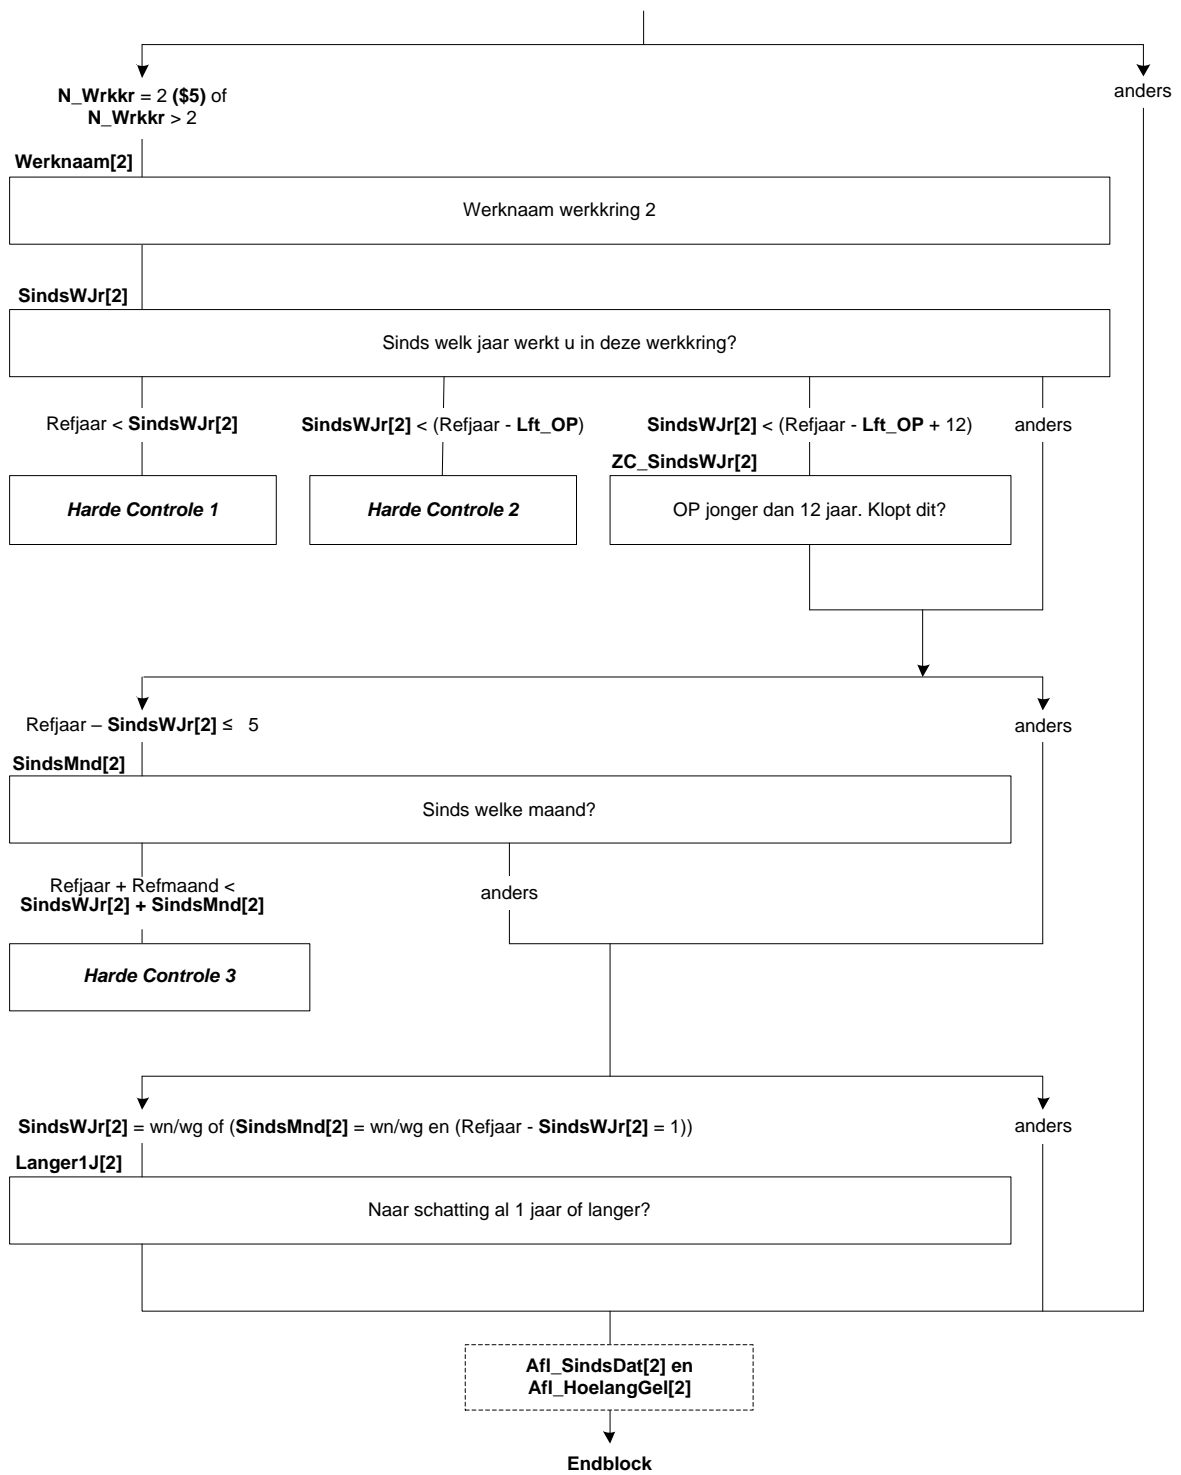 anders
N_Wrkkr = 2 ($5) of
N_Wrkkr > 2
Werknaam[2]
Werknaam werkkring 2
SindsWJr[2]
Sinds welk jaar werkt u in deze werkkring?
Refjaar < SindsWJr[2]
SindsWJr[2] < (Refjaar - Lft_OP)
SindsWJr[2] < (Refjaar - Lft_OP + 12)
anders
ZC_SindsWJr[2]
Harde Controle 1
Harde Controle 2
OP jonger dan 12 jaar. Klopt dit?
Refjaar – SindsWJr[2] ≤ 5
anders
SindsMnd[2]
Sinds welke maand?
Refjaar + Refmaand <
SindsWJr[2] + SindsMnd[2]
anders
Harde Controle 3
SindsWJr[2] = wn/wg of (SindsMnd[2] = wn/wg en (Refjaar - SindsWJr[2] = 1))
anders
Langer1J[2]
Naar schatting al 1 jaar of langer?
Afl_SindsDat[2] en
Afl_HoelangGel[2]
Endblock